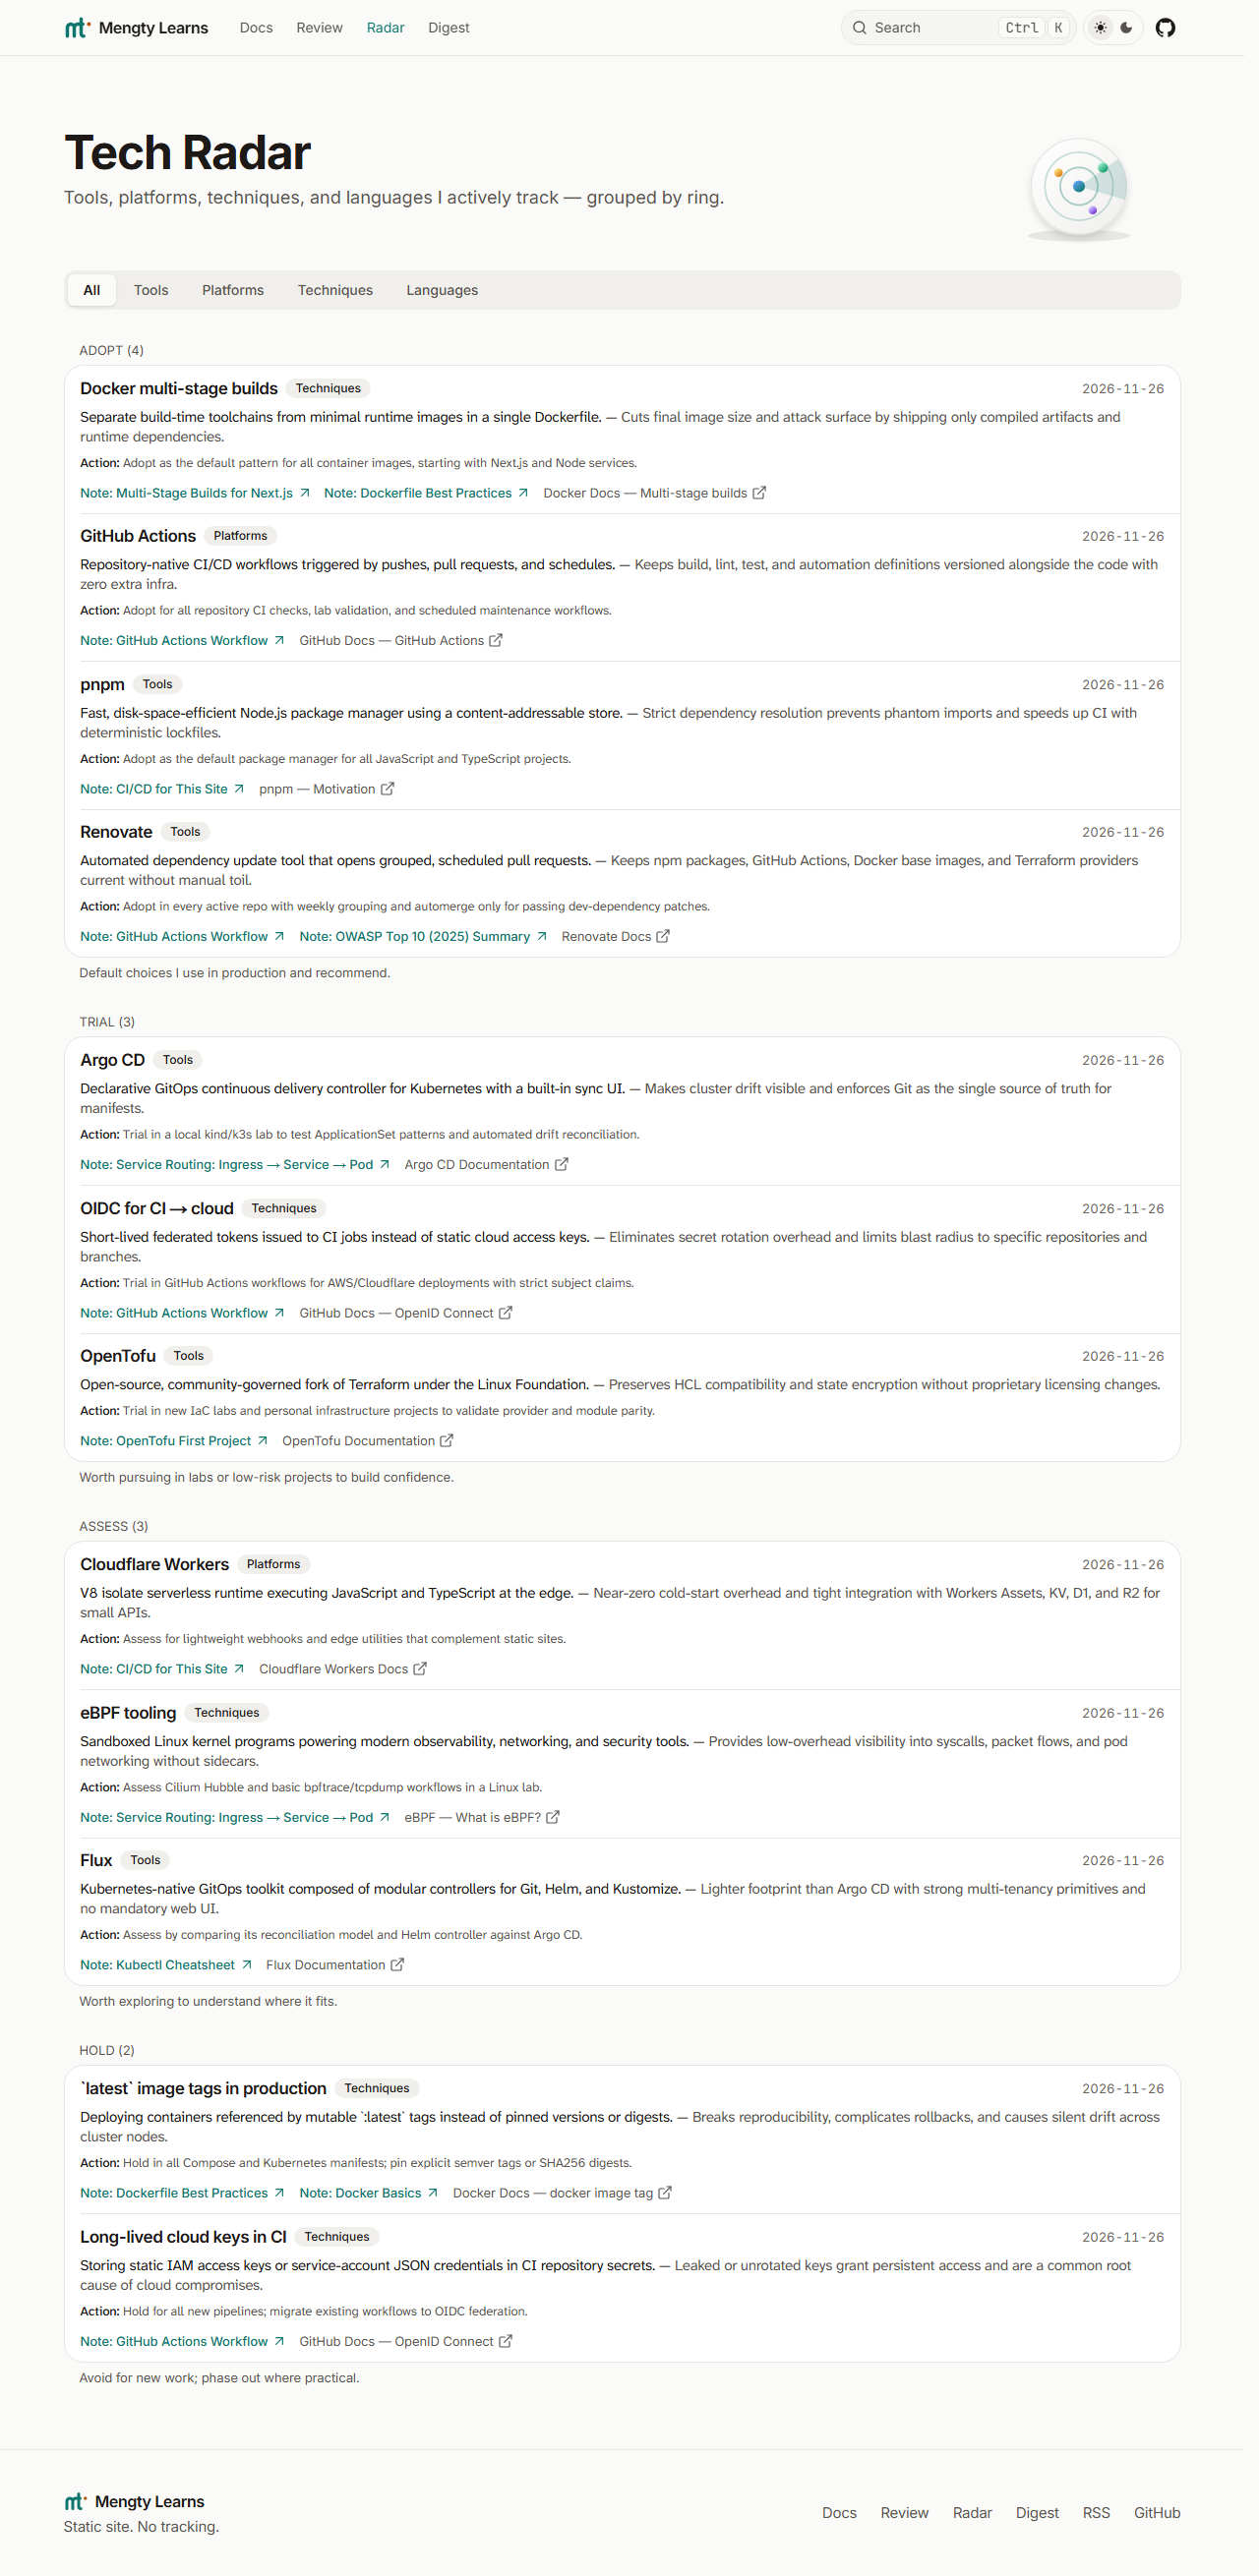 Mengty Learns Docs Review Radar Digest Search Ctrl K
Tech Radar
Tools, platforms, techniques, and languages I actively track — grouped by ring.
All Tools Platforms Techniques Languages
ADOPT (4)
Docker multi-stage builds Techniques 2026-11-26
Separate build-time toolchains from minimal runtime images in a single Dockerfile. — Cuts final image size and attack surface by shipping only compiled artifacts and
runtime dependencies.
Action: Adopt as the default pattern for all container images, starting with Next.js and Node services.
Note: Multi-Stage Builds for Next.js Note: Dockerfile Best Practices Docker Docs — Multi-stage builds
GitHub Actions Platforms 2026-11-26
Repository-native CI/CD workflows triggered by pushes, pull requests, and schedules. — Keeps build, lint, test, and automation definitions versioned alongside the code with
zero extra infra.
Action: Adopt for all repository CI checks, lab validation, and scheduled maintenance workflows.
Note: GitHub Actions Workflow GitHub Docs — GitHub Actions
pnpm Tools 2026-11-26
Fast, disk-space-efficient Node.js package manager using a content-addressable store. — Strict dependency resolution prevents phantom imports and speeds up CI with
deterministic lockfiles.
Action: Adopt as the default package manager for all JavaScript and TypeScript projects.
Note: CI/CD for This Site pnpm — Motivation
Renovate Tools 2026-11-26
Automated dependency update tool that opens grouped, scheduled pull requests. — Keeps npm packages, GitHub Actions, Docker base images, and Terraform providers
current without manual toil.
Action: Adopt in every active repo with weekly grouping and automerge only for passing dev-dependency patches.
Note: GitHub Actions Workflow Note: OWASP Top 10 (2025) Summary Renovate Docs
Default choices I use in production and recommend.
TRIAL (3)
Argo CD Tools 2026-11-26
Declarative GitOps continuous delivery controller for Kubernetes with a built-in sync UI. — Makes cluster drift visible and enforces Git as the single source of truth for
manifests.
Action: Trial in a local kind/k3s lab to test ApplicationSet patterns and automated drift reconciliation.
Note: Service Routing: Ingress → Service → Pod Argo CD Documentation
OIDC for CI → cloud Techniques 2026-11-26
Short-lived federated tokens issued to CI jobs instead of static cloud access keys. — Eliminates secret rotation overhead and limits blast radius to specific repositories and
branches.
Action: Trial in GitHub Actions workflows for AWS/Cloudflare deployments with strict subject claims.
Note: GitHub Actions Workflow GitHub Docs — OpenID Connect
OpenTofu Tools 2026-11-26
Open-source, community-governed fork of Terraform under the Linux Foundation. — Preserves HCL compatibility and state encryption without proprietary licensing changes.
Action: Trial in new IaC labs and personal infrastructure projects to validate provider and module parity.
Note: OpenTofu First Project OpenTofu Documentation
Worth pursuing in labs or low-risk projects to build confidence.
ASSESS (3)
Cloudflare Workers Platforms 2026-11-26
V8 isolate serverless runtime executing JavaScript and TypeScript at the edge. — Near-zero cold-start overhead and tight integration with Workers Assets, KV, D1, and R2 for
small APIs.
Action: Assess for lightweight webhooks and edge utilities that complement static sites.
Note: CI/CD for This Site Cloudflare Workers Docs
eBPF tooling Techniques 2026-11-26
Sandboxed Linux kernel programs powering modern observability, networking, and security tools. — Provides low-overhead visibility into syscalls, packet flows, and pod
networking without sidecars.
Action: Assess Cilium Hubble and basic bpftrace/tcpdump workflows in a Linux lab.
Note: Service Routing: Ingress → Service → Pod eBPF — What is eBPF?
Flux Tools 2026-11-26
Kubernetes-native GitOps toolkit composed of modular controllers for Git, Helm, and Kustomize. — Lighter footprint than Argo CD with strong multi-tenancy primitives and
no mandatory web UI.
Action: Assess by comparing its reconciliation model and Helm controller against Argo CD.
Note: Kubectl Cheatsheet Flux Documentation
Worth exploring to understand where it fits.
HOLD (2)
`latest` image tags in production Techniques 2026-11-26
Deploying containers referenced by mutable `:latest` tags instead of pinned versions or digests. — Breaks reproducibility, complicates rollbacks, and causes silent drift across
cluster nodes.
Action: Hold in all Compose and Kubernetes manifests; pin explicit semver tags or SHA256 digests.
Note: Dockerfile Best Practices Note: Docker Basics Docker Docs — docker image tag
Long-lived cloud keys in CI Techniques 2026-11-26
Storing static IAM access keys or service-account JSON credentials in CI repository secrets. — Leaked or unrotated keys grant persistent access and are a common root
cause of cloud compromises.
Action: Hold for all new pipelines; migrate existing workflows to OIDC federation.
Note: GitHub Actions Workflow GitHub Docs — OpenID Connect
Avoid for new work; phase out where practical.
Mengty Learns
Static site. No tracking.
Docs Review Radar Digest RSS GitHub